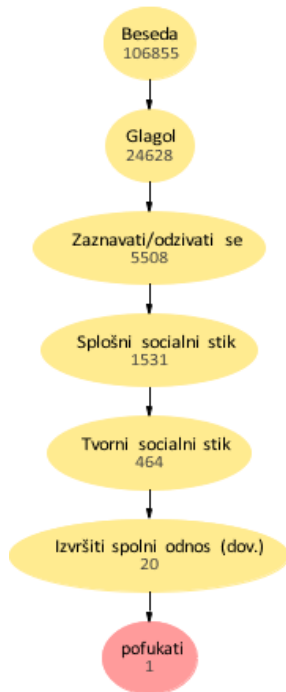 Beseda
106855
Glagol
24628
Zaznavati/odzivati se
5508
Splošni socialni stik
1531
Tvorni socialni stik
464
Izvršiti spolni odnos (dov.)
20
pofukati
1